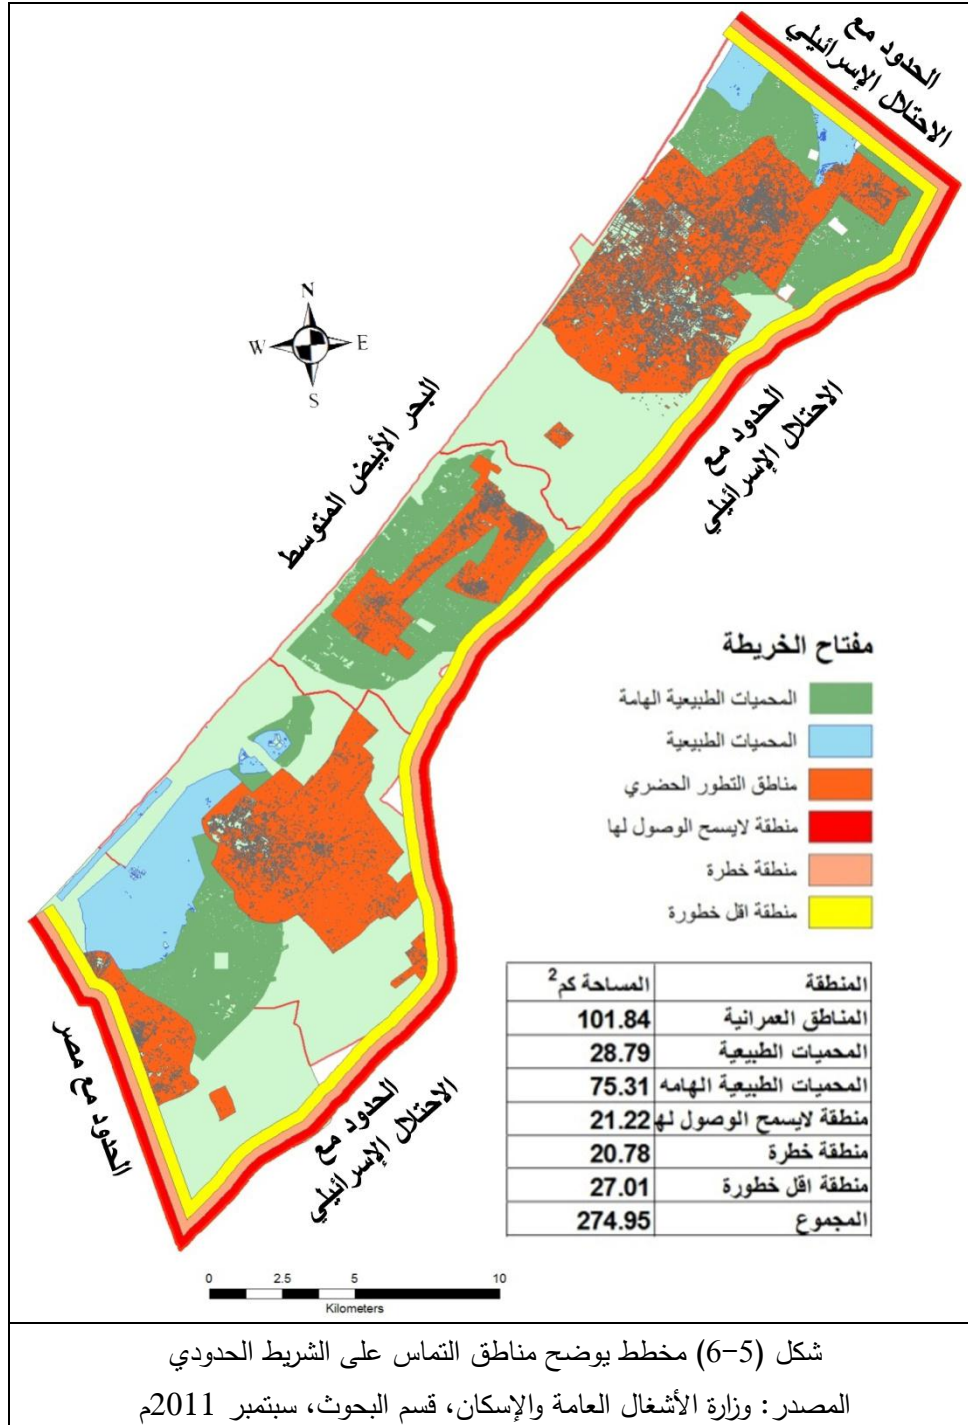 الحدود مع
الاحتلال الإسرائيلي
N
W
E
S
البحر الأبيض المتوسط
الحدود مع
الاحتلال الإسرائيلي
مفتاح الخريطة
المحميات الطبيعية الهامة
المحميات الطبيعية
مناطق التطور الحضري
منطقة لايسمح الوصول لها
منطقة خطرة
منطقة اقل خطورة
المنطقة المساحة كم2
المناطق العمرانية 101.84
المحميات الطبيعية 28.79
المحميات الطبيعية الهامه 75.31
منطقة لايسمح الوصول لها 21.22
منطقة خطرة 20.78
منطقة اقل خطورة 27.01
المجموع 274.95
الحدود مع مصر
الحدود مع
الاحتلال الإسرائيلي
0 2.5 5 10
Kilometers
شكل (5-6) مخطط يوضح مناطق التماس على الشريط الحدودي
المصدر: وزارة الأشغال العامة والإسكان، قسم البحوث، سبتمبر 2011م